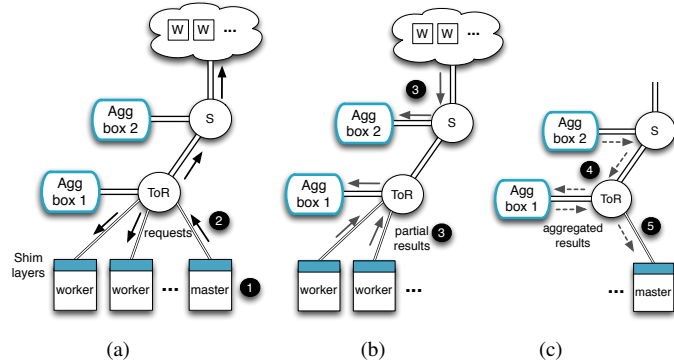 W W ...
S
Agg
box 2
Agg
box 1
ToR
2
requests
Shim
layers
worker worker ... master 1
(a)
W W ...
3
Agg
box 2
S
Agg
box 1
ToR
3
partial
results
worker worker ...
(b)
Agg
box 2
S
4
Agg
box 1
ToR
aggregated
results
5
master
(c)